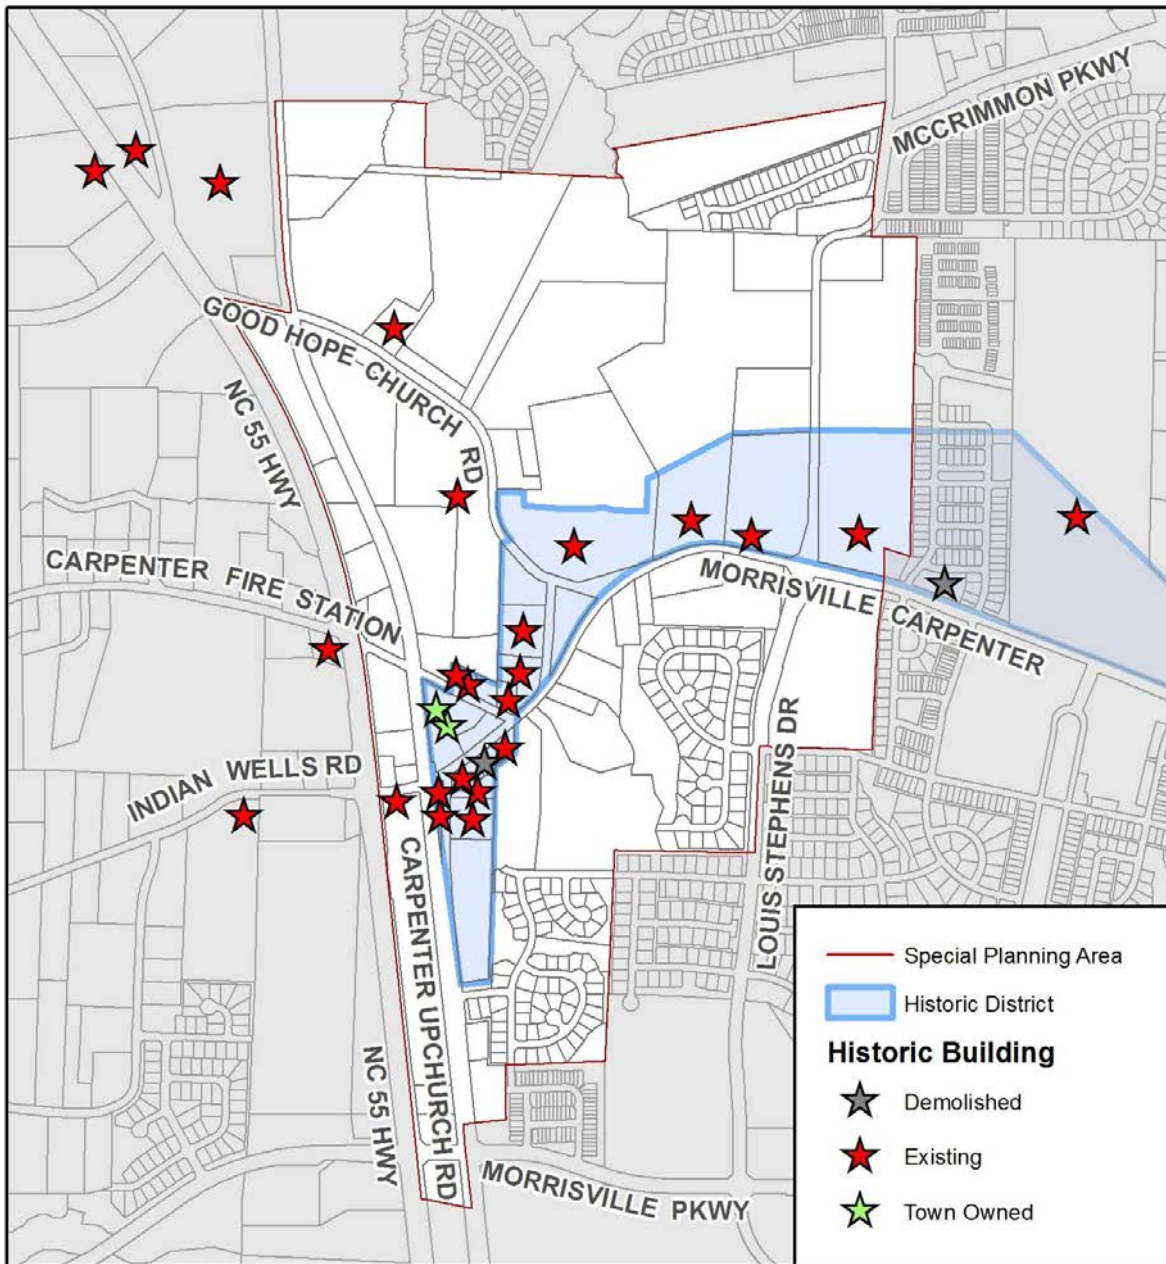 MCCRIMMON PKWY
GOOD HOPE CHURCH RD
NC 55 HWY
CARPENTER FIRE STATION
MORRISVILLE CARPENTER
INDIAN WELLS RD
LOUIS STEPHENS DR
CARPENTER UPCHURCH RD
NC 55 HWY
MORRISVILLE PKWY
Special Planning Area
Historic District
Historic Building
Demolished
Existing
Town Owned